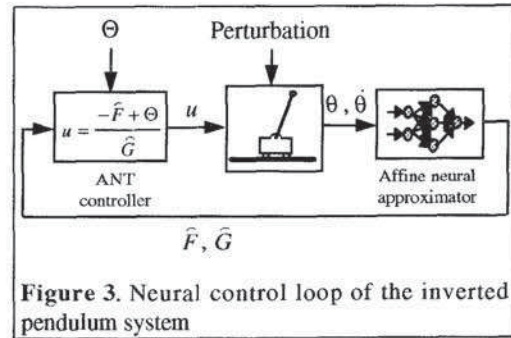 Θ
Perturbation
u = (-F̂ + Θ) / Ĝ
u
θ , θ̇
ANT
controller
Affine neural
approximator
F̂ , Ĝ
Figure 3. Neural control loop of the inverted
pendulum system